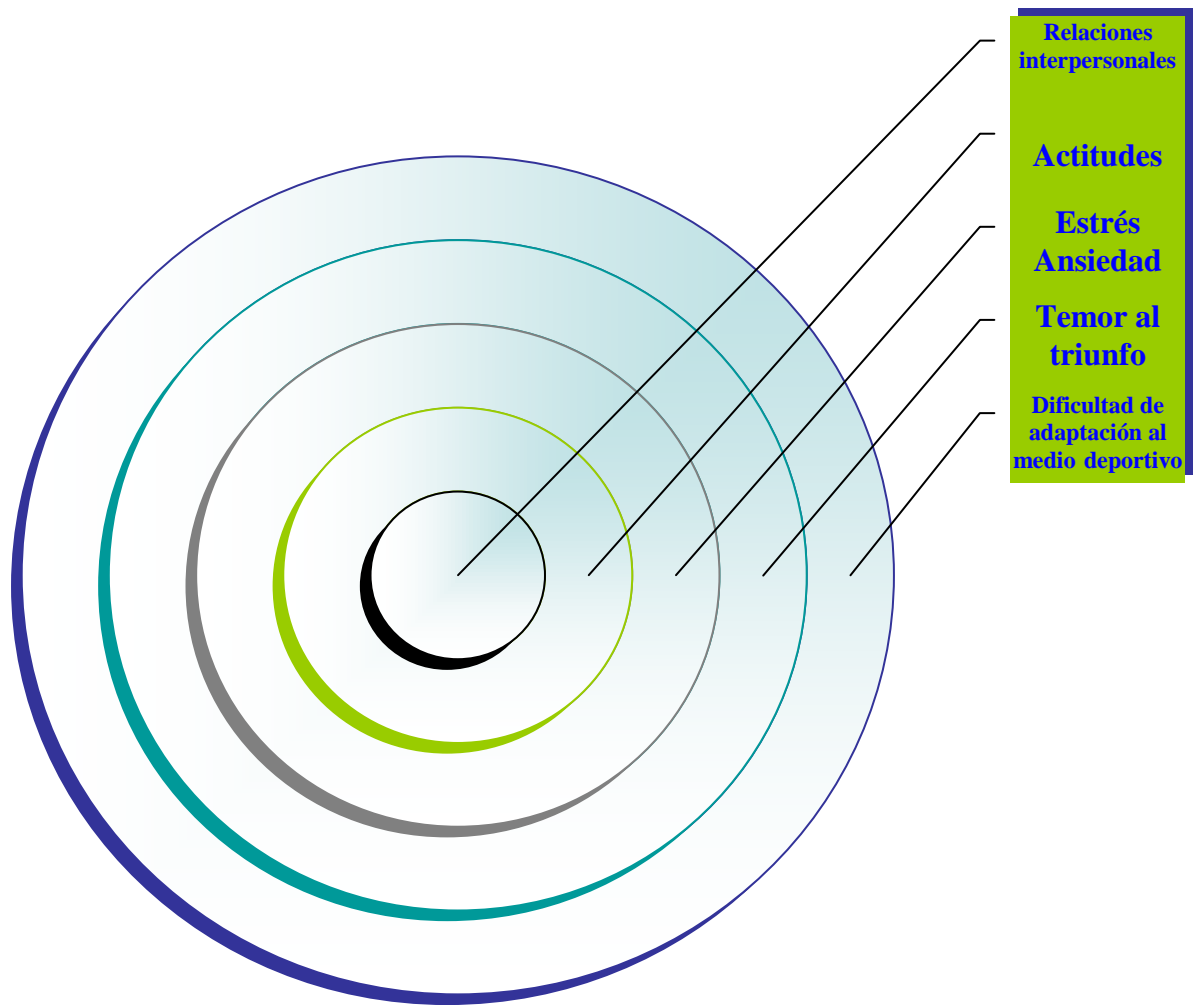 Relaciones
interpersonales
Actitudes
Estrés
Ansiedad
Temor al
triunfo
Dificultad de
adaptación al
medio deportivo